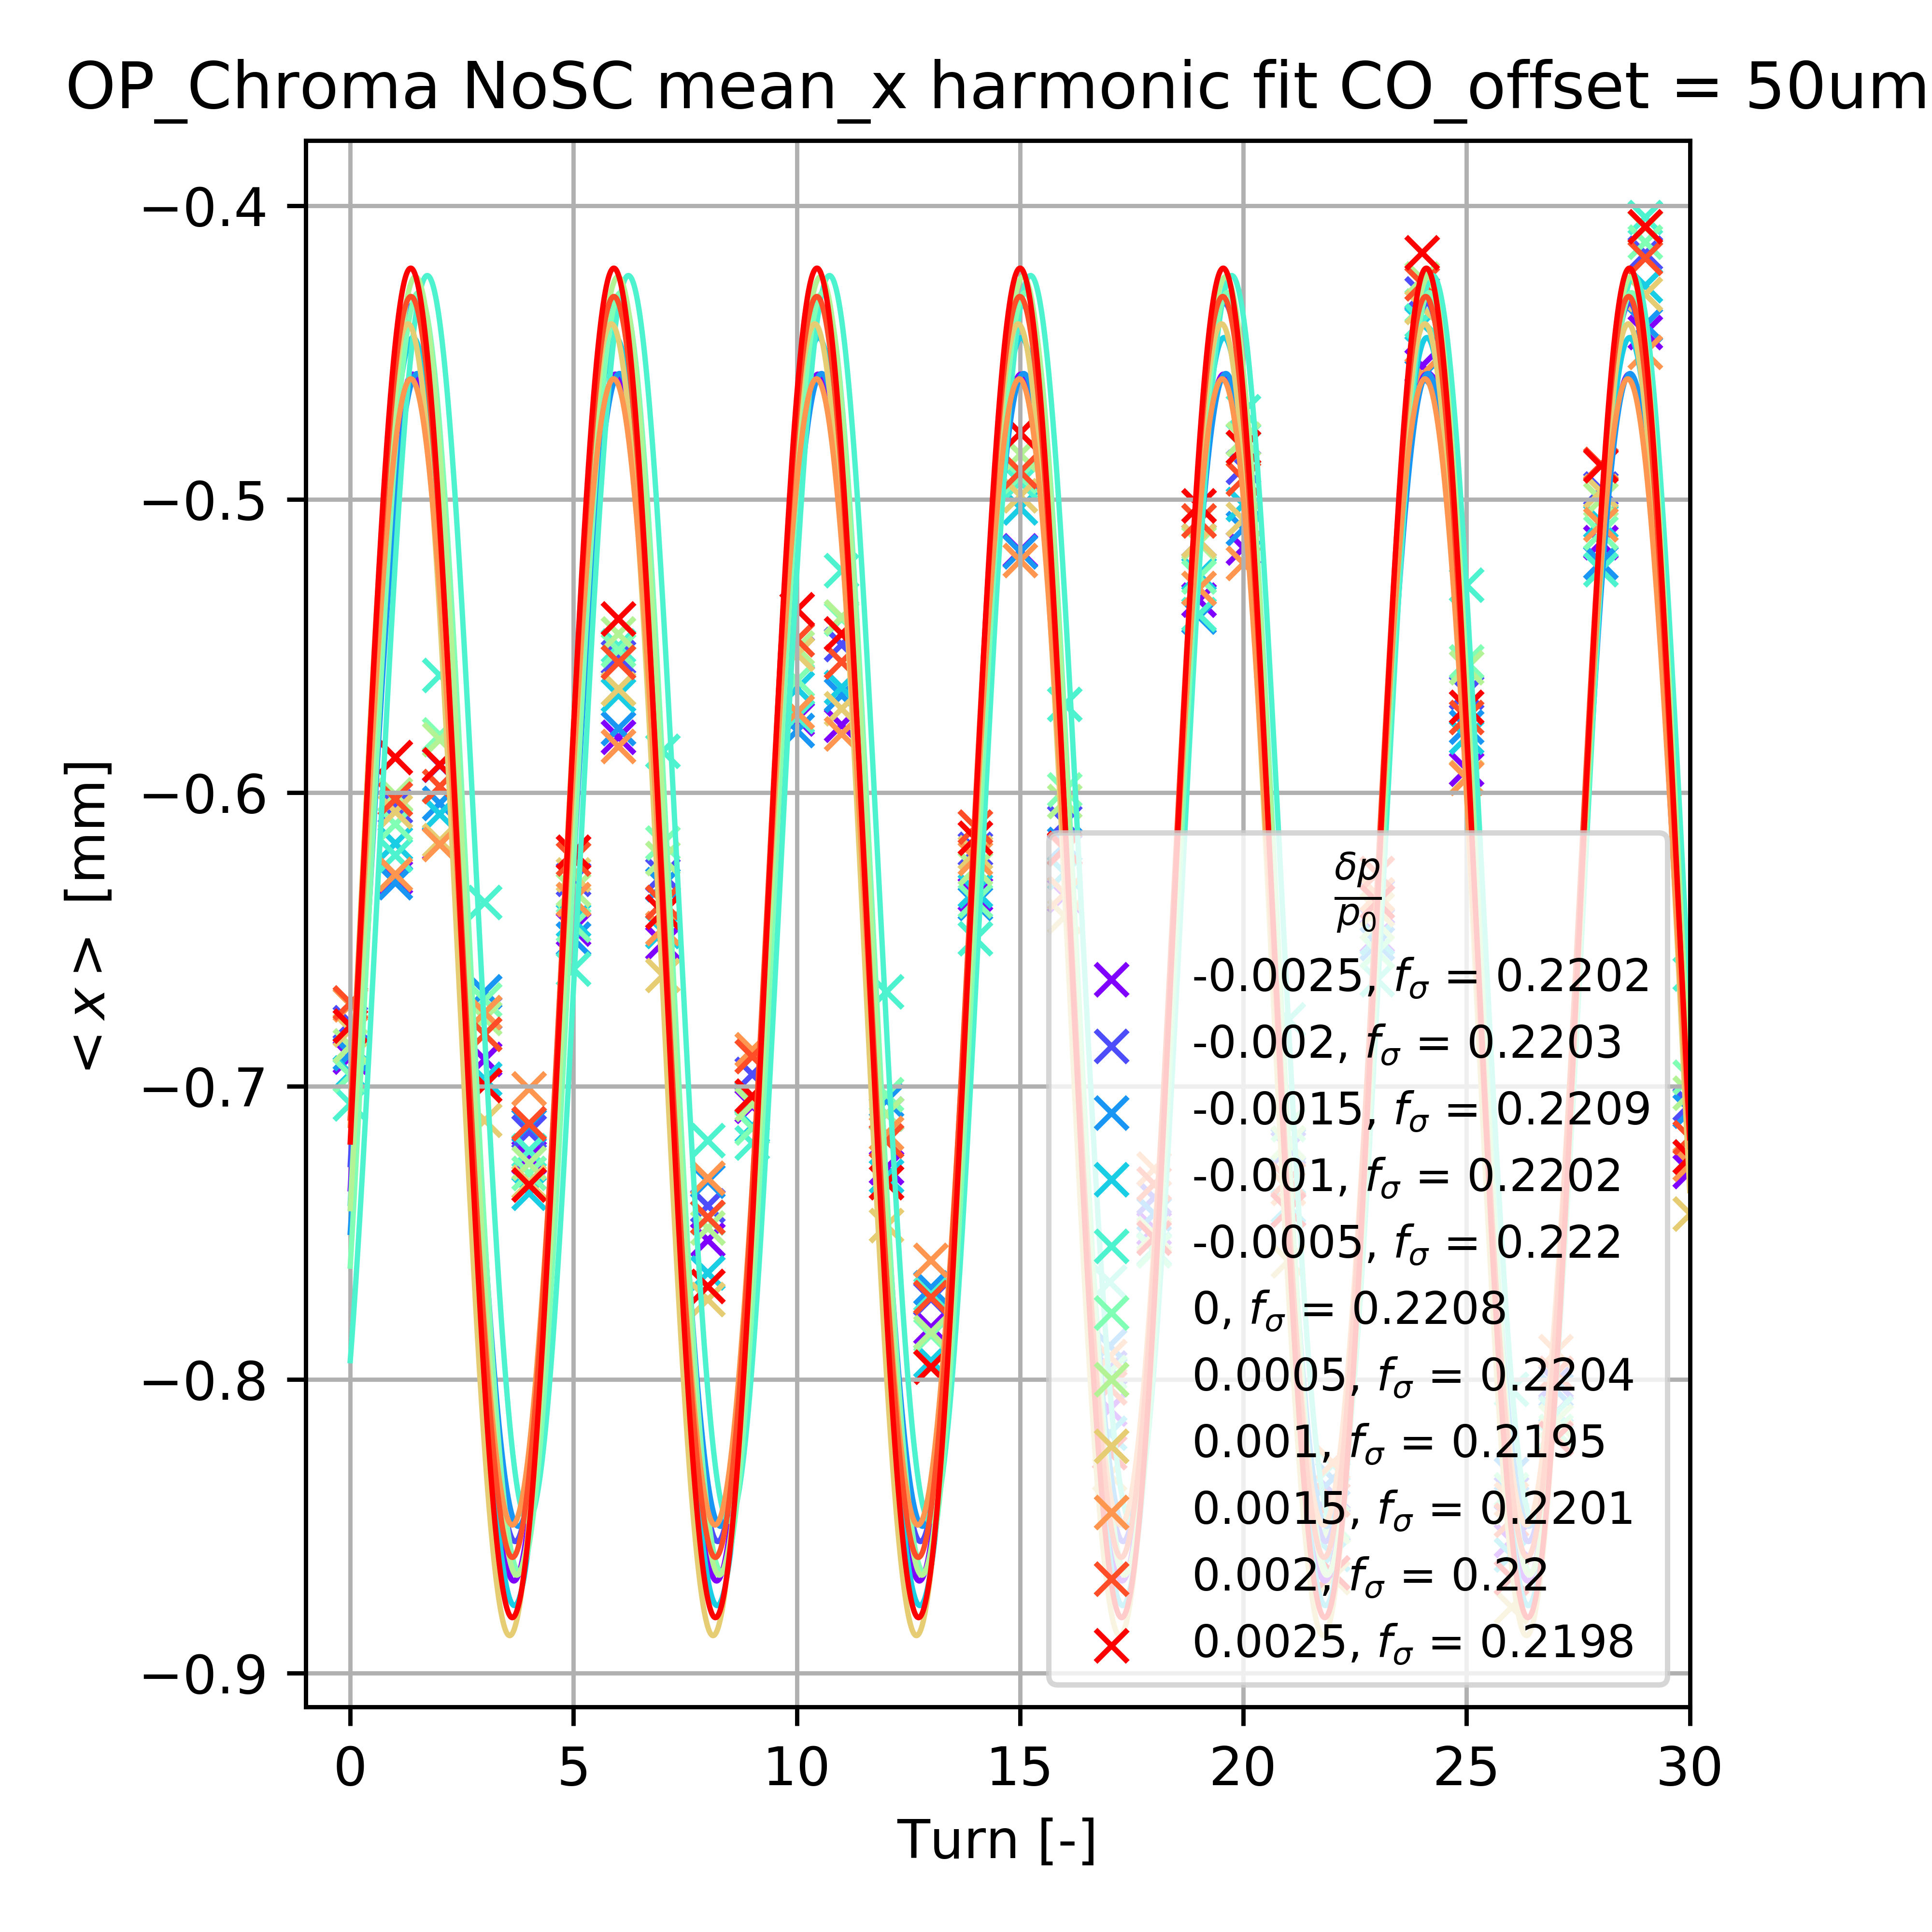 OP_Chroma NoSC mean_x harmonic fit CO_offset = 50um
−0.4
−0.5
−0.6
−0.7
−0.8
−0.9
< x > [mm]
0 5 10 15 20 25 30
Turn [-]
δp
p₀
-0.0025, fσ = 0.2202
-0.002, fσ = 0.2203
-0.0015, fσ = 0.2209
-0.001, fσ = 0.2202
-0.0005, fσ = 0.222
0, fσ = 0.2208
0.0005, fσ = 0.2204
0.001, fσ = 0.2195
0.0015, fσ = 0.2201
0.002, fσ = 0.22
0.0025, fσ = 0.2198